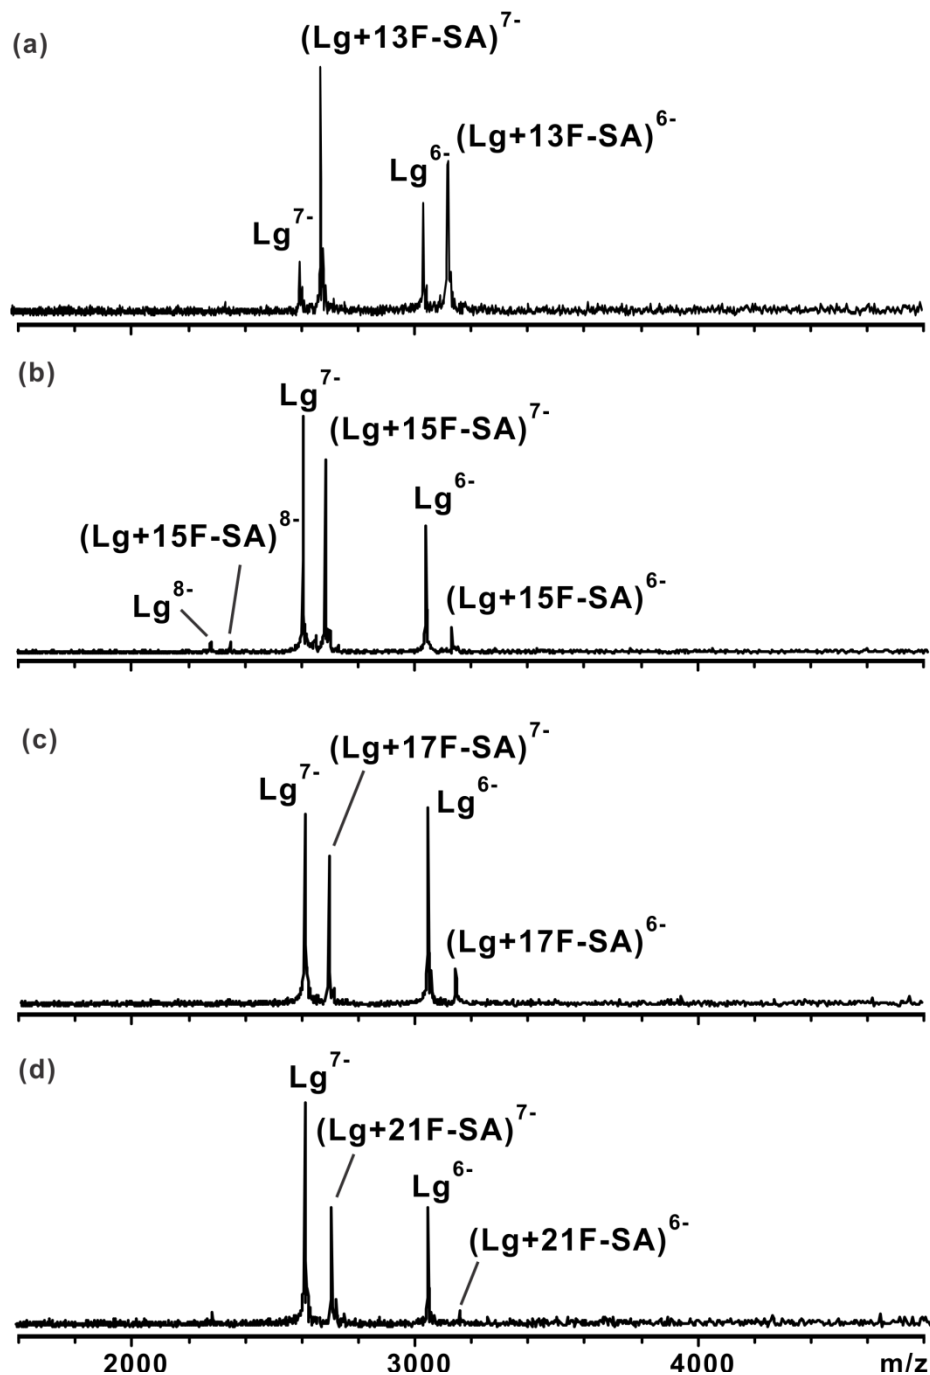 (a)
(Lg+13F-SA)7-
(Lg+13F-SA)6-
Lg6-
Lg7-
(b)
Lg7-
(Lg+15F-SA)7-
Lg6-
(Lg+15F-SA)8-
Lg8-
(Lg+15F-SA)6-
(c)
(Lg+17F-SA)7-
Lg7-
Lg6-
(Lg+17F-SA)6-
(d)
Lg7-
(Lg+21F-SA)7-
Lg6-
(Lg+21F-SA)6-
2000 3000 4000 m/z